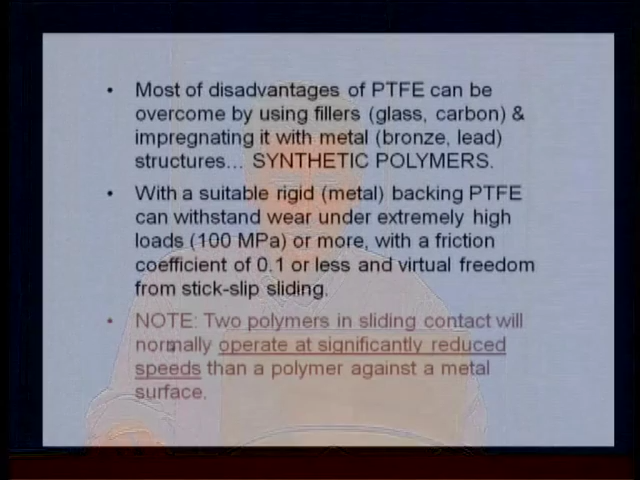 • Most of disadvantages of PTFE can be
overcome by using fillers (glass, carbon) &
impregnating it with metal (bronze, lead)
structures... SYNTHETIC POLYMERS.
• With a suitable rigid (metal) backing PTFE
can withstand wear under extremely high
loads (100 MPa) or more, with a friction
coefficient of 0.1 or less and virtual freedom
from stick-slip sliding.
• NOTE: Two polymers in sliding contact will
normally operate at significantly reduced
speeds than a polymer against a metal
surface.